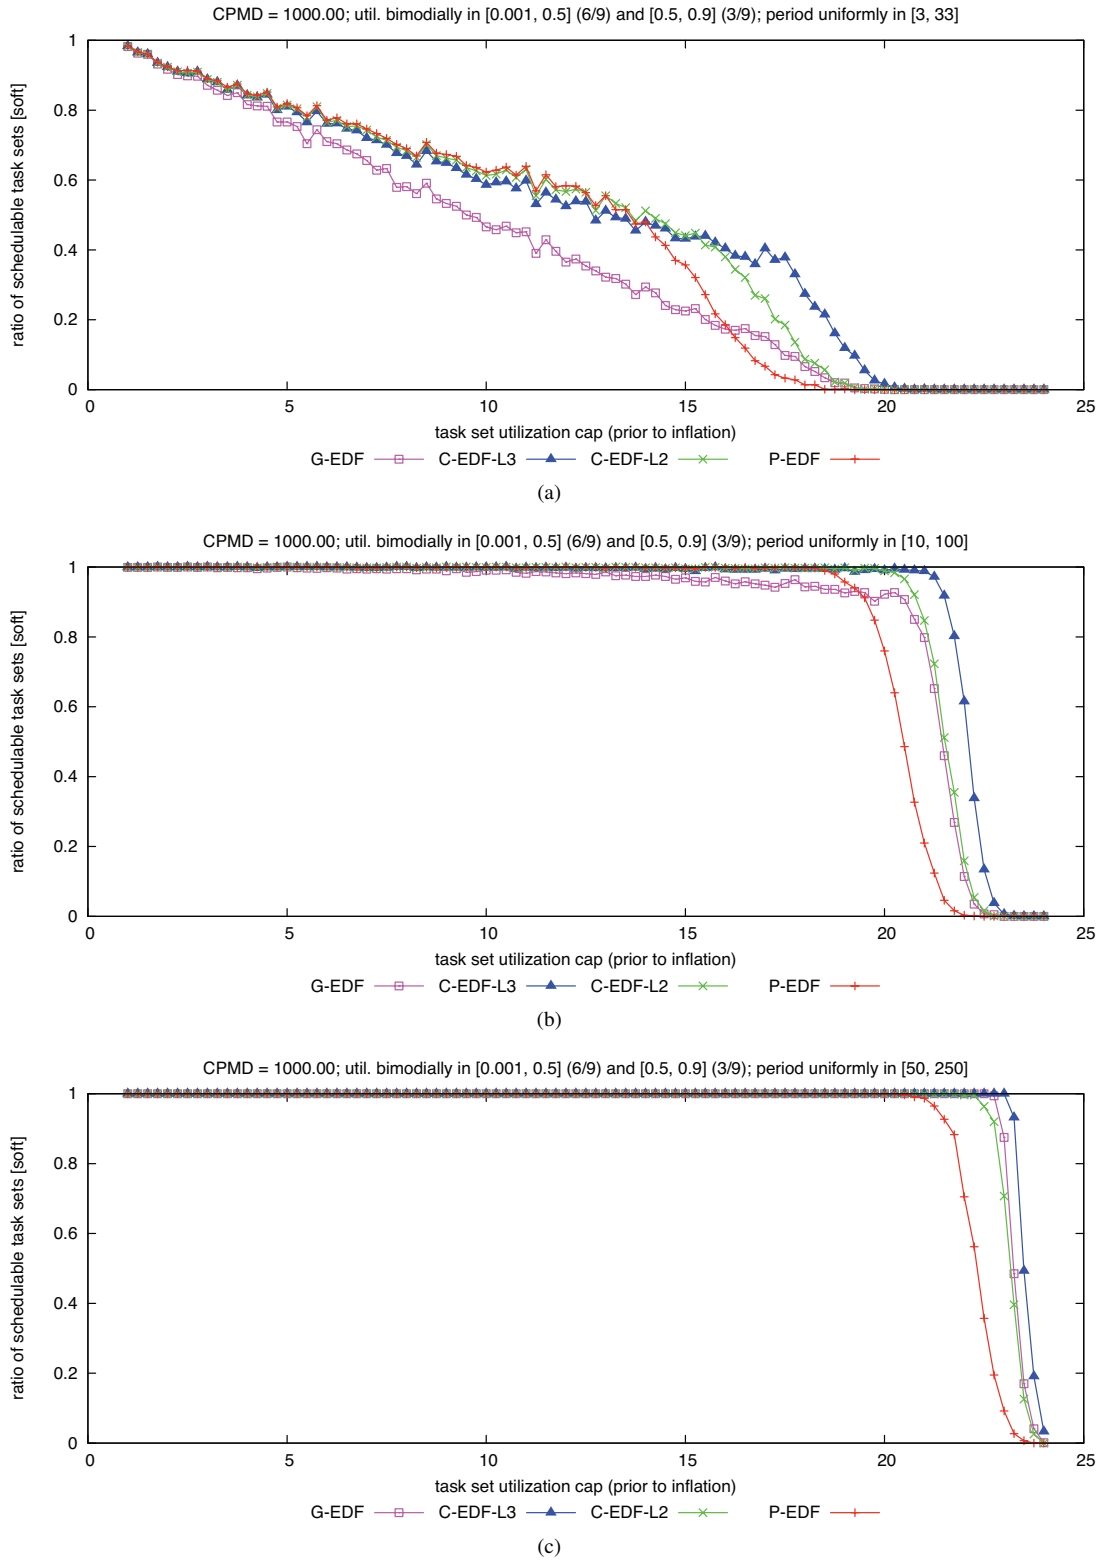 CPMD = 1000.00; util. bimodially in [0.001, 0.5] (6/9) and [0.5, 0.9] (3/9); period uniformly in [3, 33]
ratio of schedulable task sets [soft]
1
0.8
0.6
0.4
0.2
0
0 5 10 15 20 25
task set utilization cap (prior to inflation)
G-EDF C-EDF-L3 C-EDF-L2 P-EDF
(a)
CPMD = 1000.00; util. bimodially in [0.001, 0.5] (6/9) and [0.5, 0.9] (3/9); period uniformly in [10, 100]
ratio of schedulable task sets [soft]
1
0.8
0.6
0.4
0.2
0
0 5 10 15 20 25
task set utilization cap (prior to inflation)
G-EDF C-EDF-L3 C-EDF-L2 P-EDF
(b)
CPMD = 1000.00; util. bimodially in [0.001, 0.5] (6/9) and [0.5, 0.9] (3/9); period uniformly in [50, 250]
ratio of schedulable task sets [soft]
1
0.8
0.6
0.4
0.2
0
0 5 10 15 20 25
task set utilization cap (prior to inflation)
G-EDF C-EDF-L3 C-EDF-L2 P-EDF
(c)